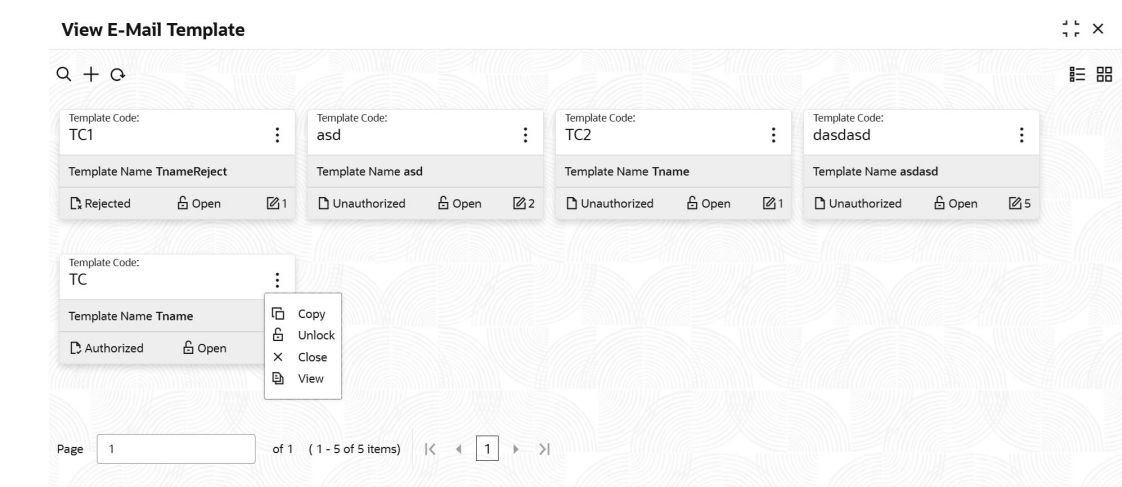 View E-Mail Template
Template Code: Template Code: Template Code: Template Code:
TC1 asd TC2 dasdasd
Template Name TnameReject Template Name asd Template Name Tname Template Name asdasd
Rejected Open 1 Unauthorized Open 2 Unauthorized Open 1 Unauthorized Open 5
Template Code:
TC
Template Name Tname
Authorized Open
Copy
Unlock
Close
View
Page 1 of 1 ( 1 - 5 of 5 items) 1